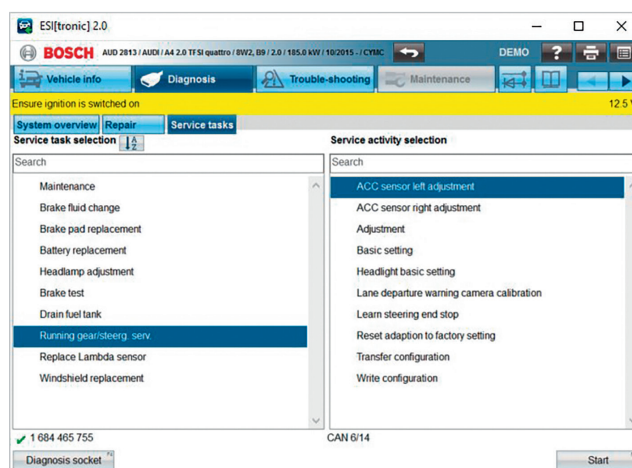 ESI[tronic] 2.0
BOSCH AUD 2813 / AUDI / A4 2.0 TFSI quattro / 8W2, B9 / 2.0 / 185.0 kW / 10/2015 - / CYMC DEMO ?
Vehicle info Diagnosis Trouble-shooting Maintenance
Ensure ignition is switched on 12.5 V
System overview Repair Service tasks
Service task selection Service activity selection
Search Search
Maintenance ACC sensor left adjustment
Brake fluid change ACC sensor right adjustment
Brake pad replacement Adjustment
Battery replacement Basic setting
Headlamp adjustment Headlight basic setting
Brake test Lane departure warning camera calibration
Drain fuel tank Learn steering end stop
Running gear/steerg. serv. Reset adaption to factory setting
Replace Lambda sensor Transfer configuration
Windshield replacement Write configuration
1 684 465 755 CAN 6/14
Diagnosis socket Start